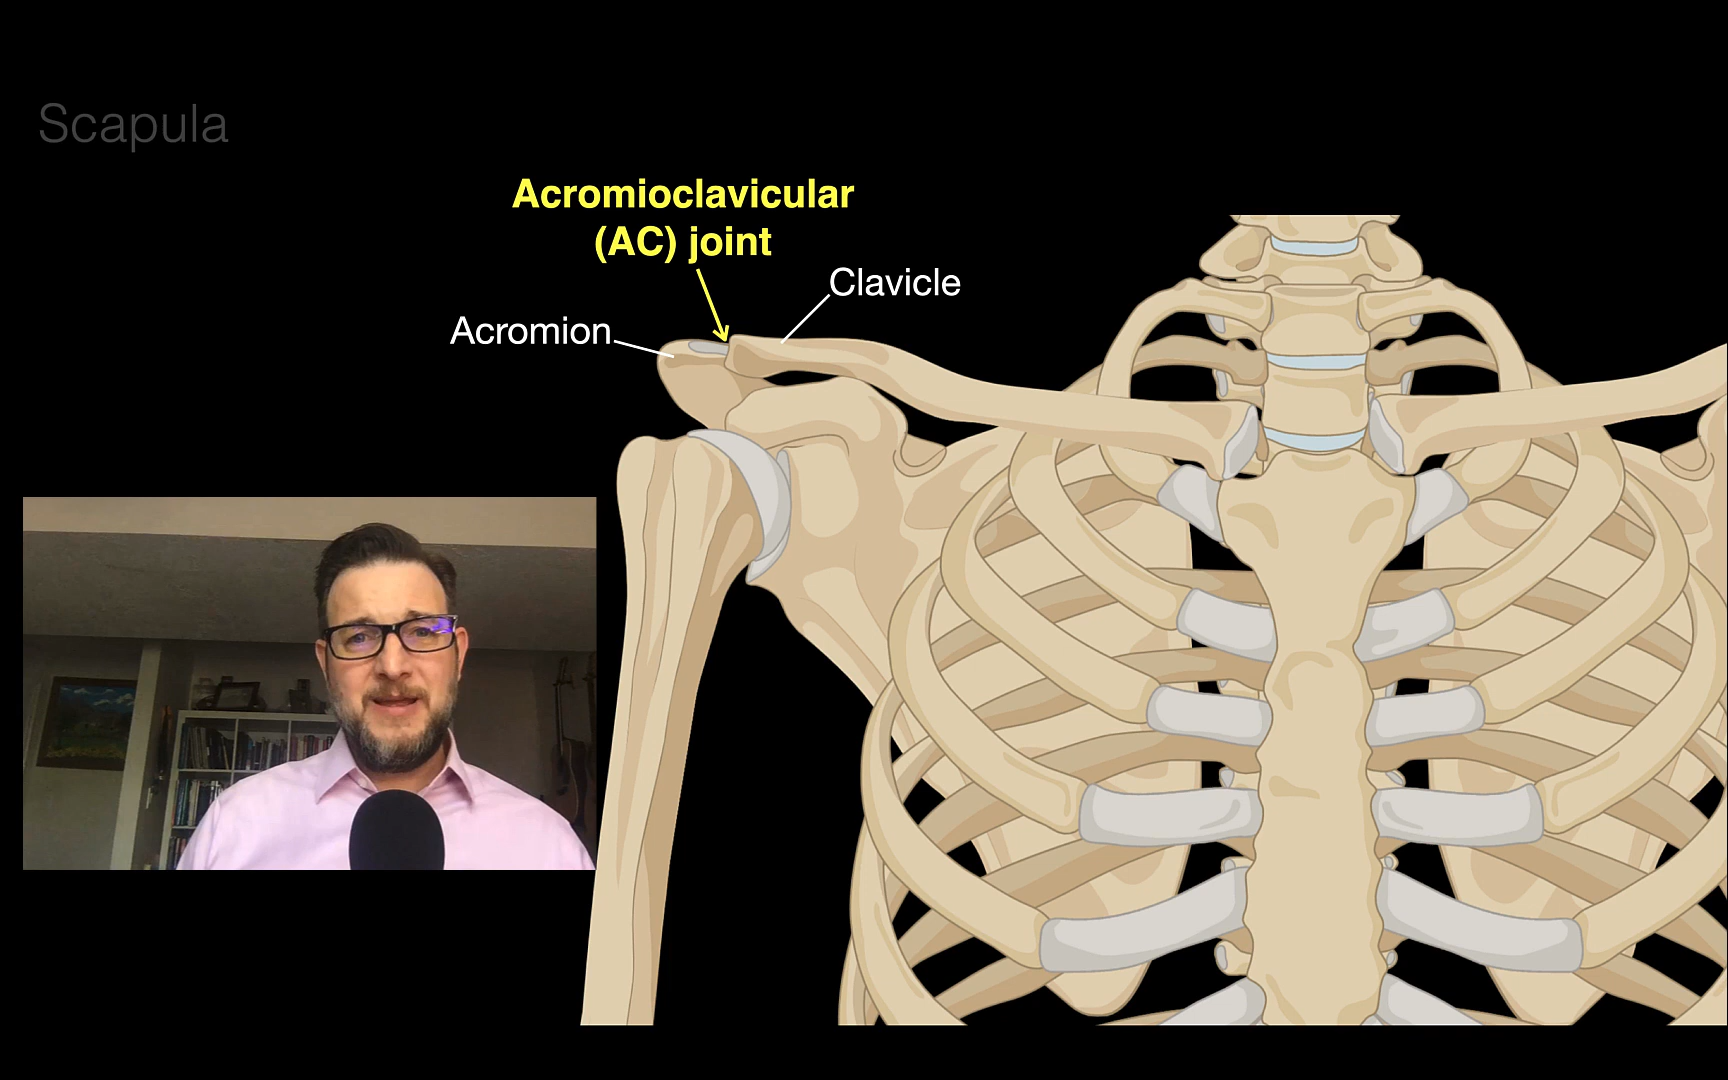 Scapula
Acromioclavicular
(AC) joint
Clavicle
Acromion